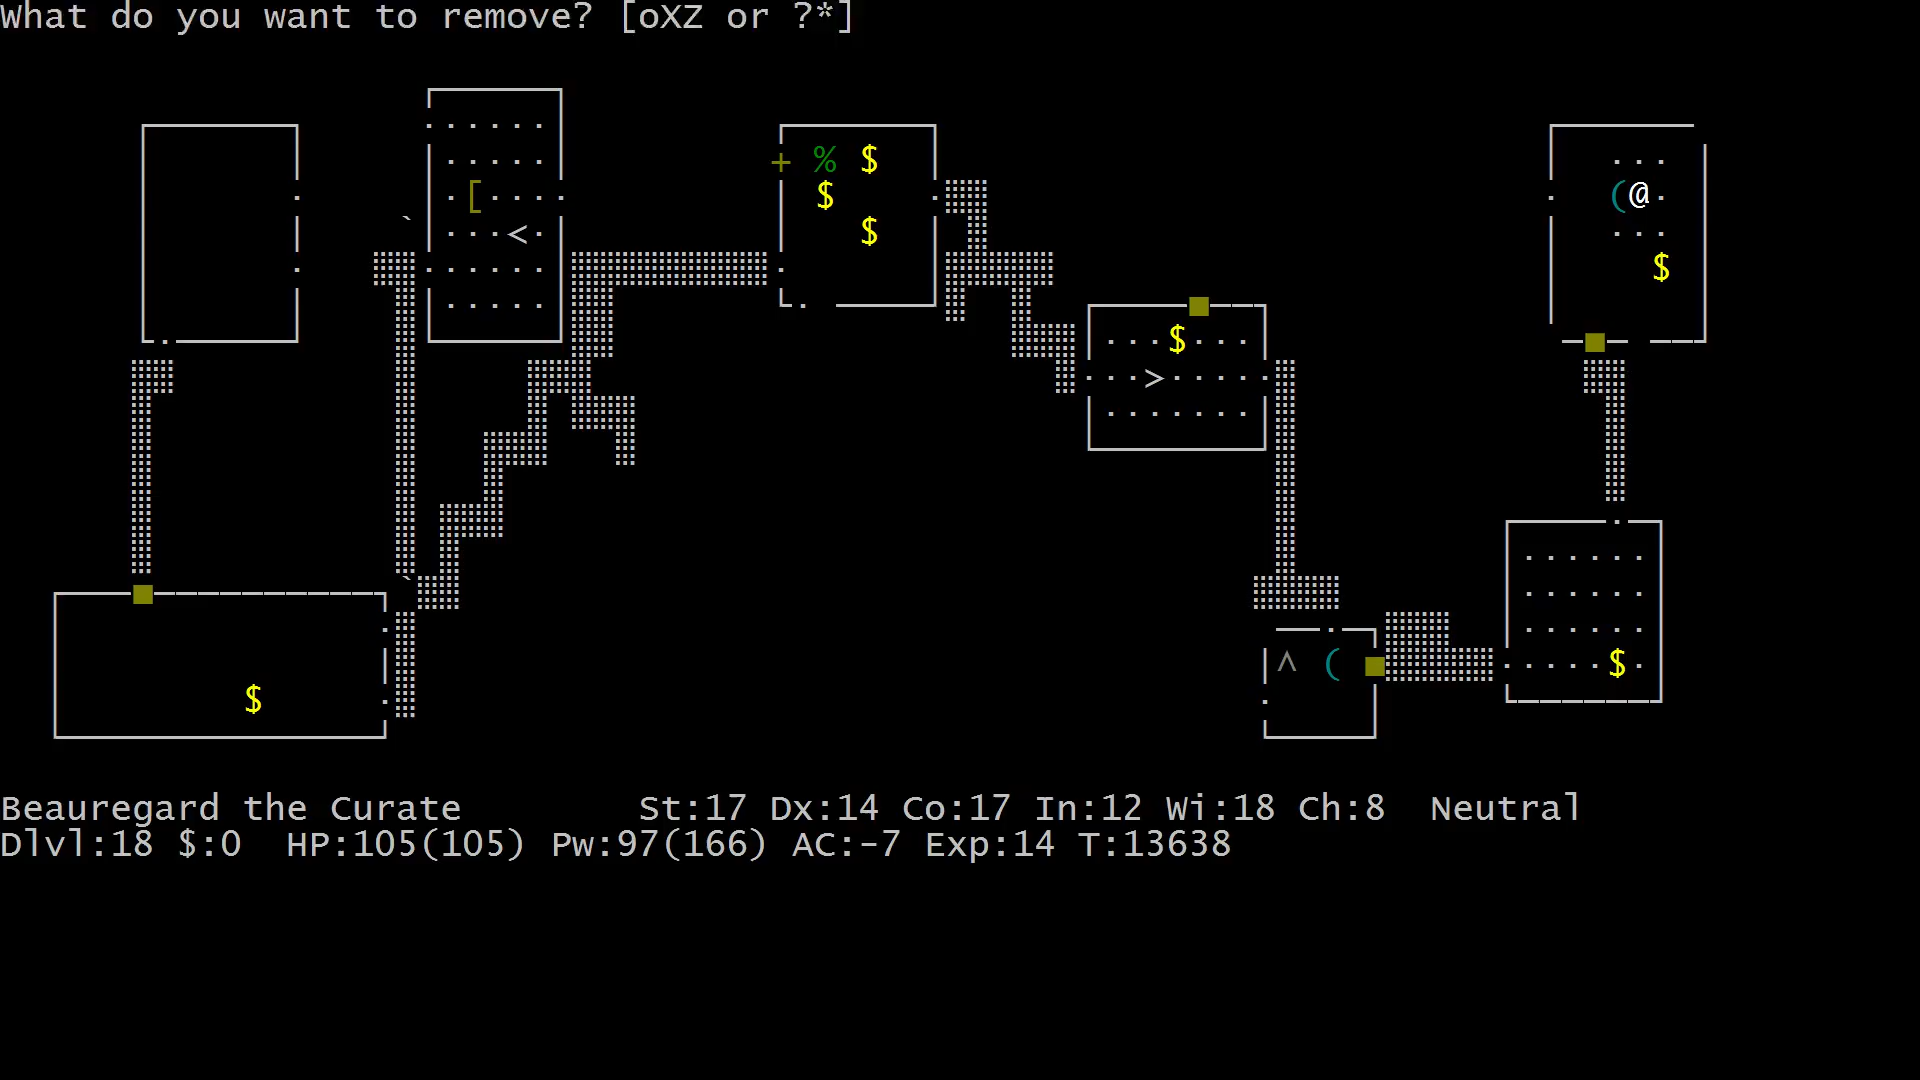 What do you want to remove? [oXZ or ?*]
Beauregard the Curate St:17 Dx:14 Co:17 In:12 Wi:18 Ch:8 Neutral
Dlvl:18 $:0 HP:105(105) Pw:97(166) AC:-7 Exp:14 T:13638